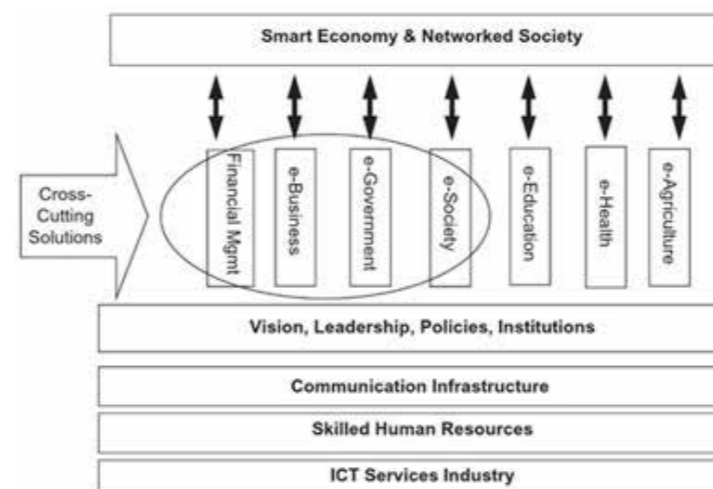 Smart Economy & Networked Society
Cross-
Cutting
Solutions
Financial Mgmt
e-Business
e-Government
e-Society
e-Education
e-Health
e-Agriculture
Vision, Leadership, Policies, Institutions
Communication Infrastructure
Skilled Human Resources
ICT Services Industry